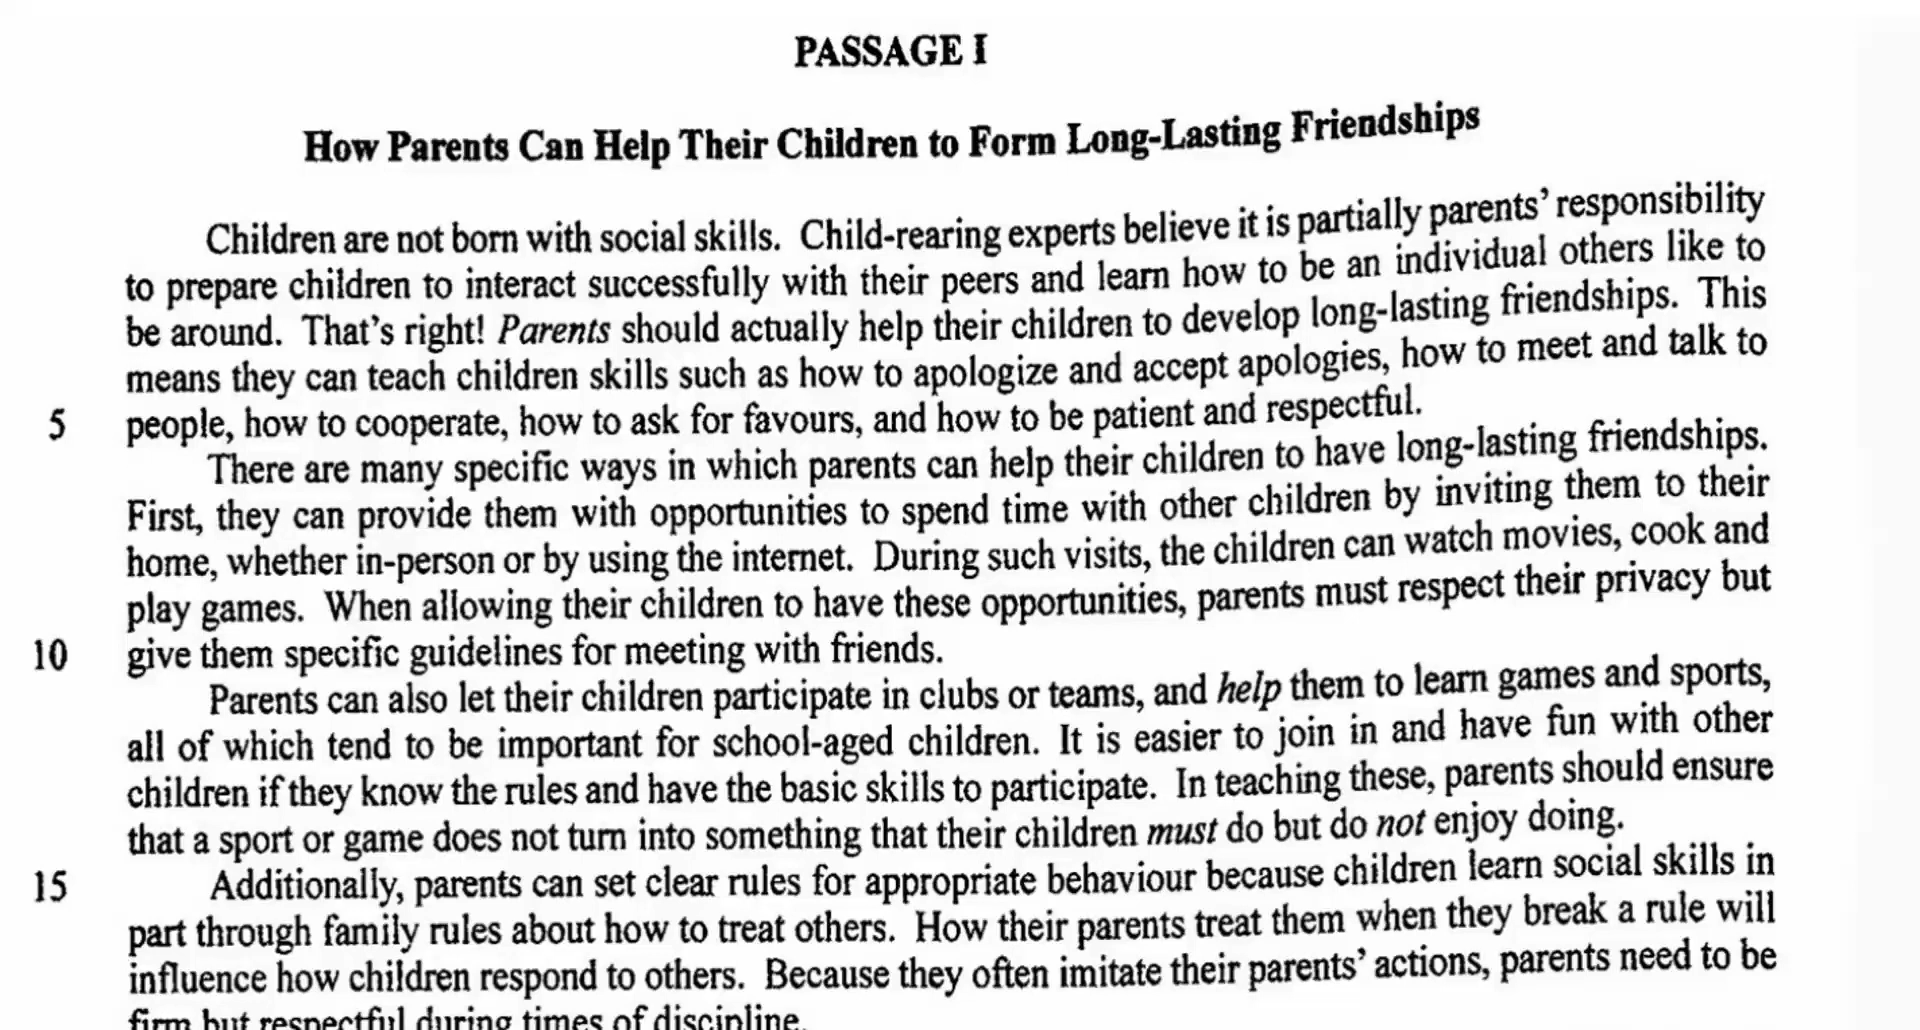 PASSAGE I
How Parents Can Help Their Children to Form Long-Lasting Friendships
Children are not born with social skills. Child-rearing experts believe it is partially parents' responsibility
to prepare children to interact successfully with their peers and learn how to be an individual others like to
be around. That's right! Parents should actually help their children to develop long-lasting friendships. This
means they can teach children skills such as how to apologize and accept apologies, how to meet and talk to
5 people, how to cooperate, how to ask for favours, and how to be patient and respectful.
There are many specific ways in which parents can help their children to have long-lasting friendships.
First, they can provide them with opportunities to spend time with other children by inviting them to their
home, whether in-person or by using the internet. During such visits, the children can watch movies, cook and
play games. When allowing their children to have these opportunities, parents must respect their privacy but
10 give them specific guidelines for meeting with friends.
Parents can also let their children participate in clubs or teams, and help them to learn games and sports,
all of which tend to be important for school-aged children. It is easier to join in and have fun with other
children if they know the rules and have the basic skills to participate. In teaching these, parents should ensure
that a sport or game does not turn into something that their children must do but do not enjoy doing.
15 Additionally, parents can set clear rules for appropriate behaviour because children learn social skills in
part through family rules about how to treat others. How their parents treat them when they break a rule will
influence how children respond to others. Because they often imitate their parents' actions, parents need to be
firm but respectful during times of discipline.